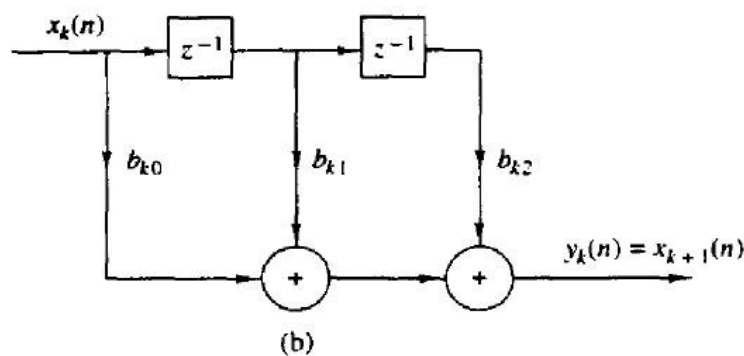 x_k(n)
z^{-1}
z^{-1}
b_{k0}
b_{k1}
b_{k2}
y_k(n) = x_{k+1}(n)
+
+
(b)